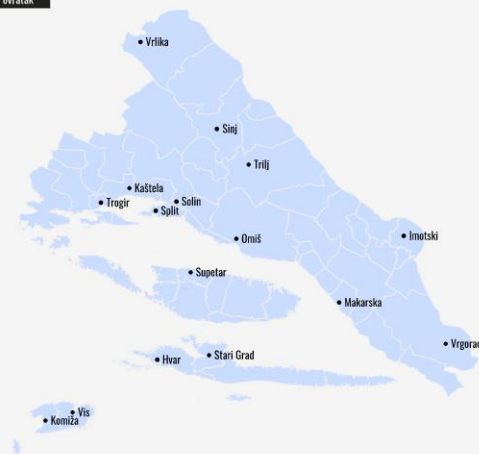 Vrlika
Sinj
Trilj
Kaštela
Trogir
Solin
Split
Omiš
Imotski
Supetar
Makarska
Vrgorac
Hvar
Stari Grad
Vis
Komiža